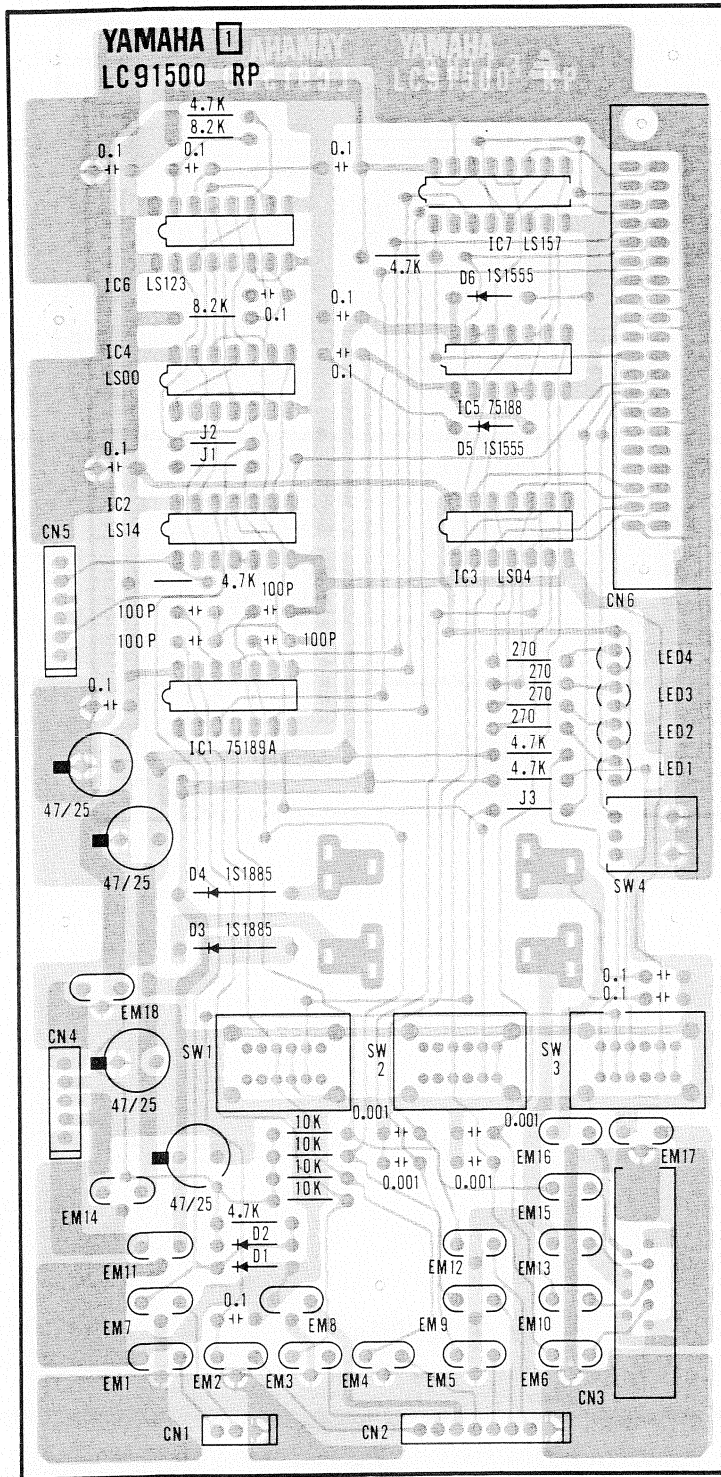 YAMAHA 1
LC91500 RP
4.7K
8.2K
0.1 0.1 0.1
IC7 LS157
4.7K
IC6 LS123
D6 1S1555
8.2K 0.1 0.1
IC4
LS00
0.1
IC5 75188
J2
J1
D5 1S1555
0.1
IC2
LS14
CN5
IC3 LS04
4.7K
100P
CN6
100P
100P 100P
270 LED4
270
0.1
270 LED3
270 LED2
IC1 75189A
4.7K
4.7K LED1
47/25
J3
47/25
D4 1S1885
SW4
D3 1S1885
0.1
0.1
EM18
CN4
SW1
SW2
SW3
47/25
0.001 0.001
10K
10K
10K
10K
0.001 0.001
EM16 EM17
EM14
47/25
EM15
4.7K
D2
D1
EM11 EM12 EM13
0.1
EM7 EM8 EM9 EM10
EM1 EM2 EM3 EM4 EM5 EM6
CN3
CN1 CN2